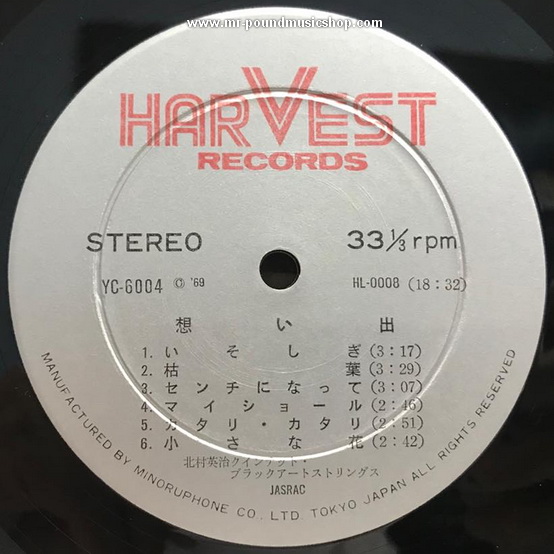 www.mr-poundmusicshop.com
HARVEST
RECORDS
STEREO 33⅓rpm
YC-6004 © '69 HL-0008 (18:32)
想い出
1. いそしぎ (3:17)
2. 枯葉 (3:29)
3. センチになって (3:07)
4. マイショール (2:46)
5. カタリ・カタリ (2:51)
6. 小さな花 (2:42)
北村英治クインテット・
ブラックアートストリングス
JASRAC
MANUFACTURED BY MINORUPHONE CO., LTD. TOKYO JAPAN ALL RIGHTS RESERVED